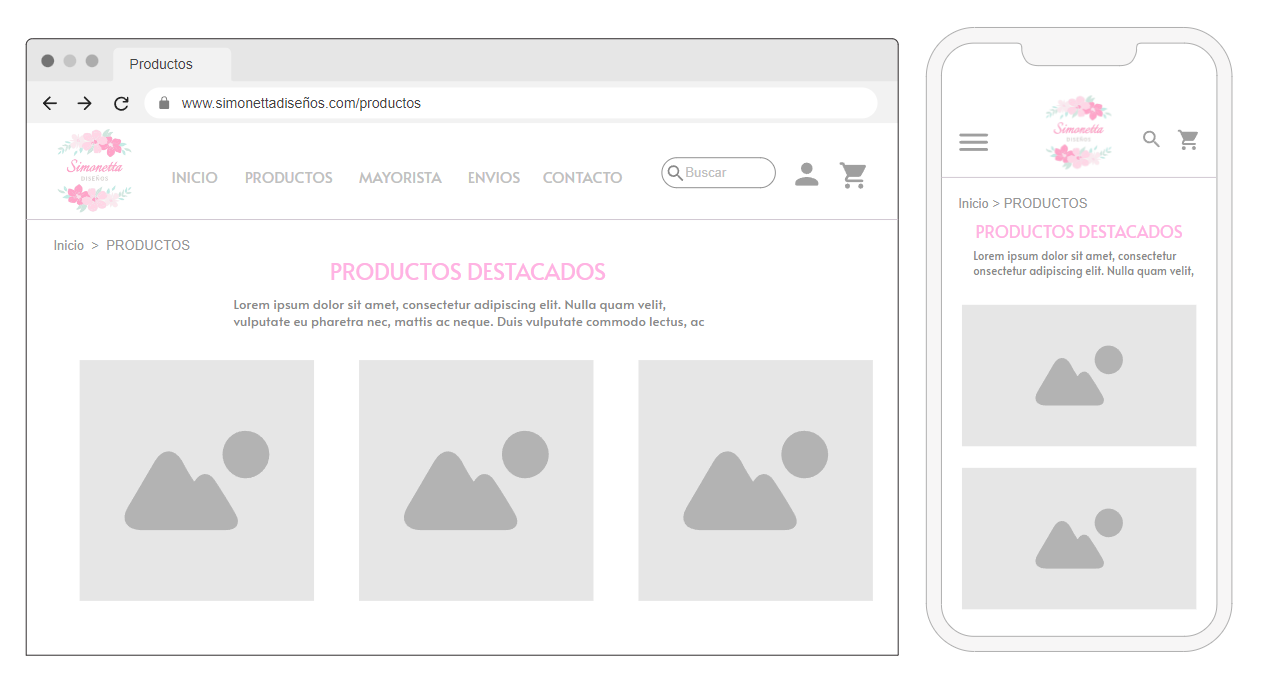 Productos
www.simonettadiseños.com/productos
Simonetta
DISEÑOS
INICIO PRODUCTOS MAYORISTA ENVIOS CONTACTO
Buscar
Inicio > PRODUCTOS
PRODUCTOS DESTACADOS
Lorem ipsum dolor sit amet, consectetur adipiscing elit. Nulla quam velit,
vulputate eu pharetra nec, mattis ac neque. Duis vulputate commodo lectus, ac
Simonetta
DISEÑOS
Inicio > PRODUCTOS
PRODUCTOS DESTACADOS
Lorem ipsum dolor sit amet, consectetur
onsectetur adipiscing elit. Nulla quam velit,